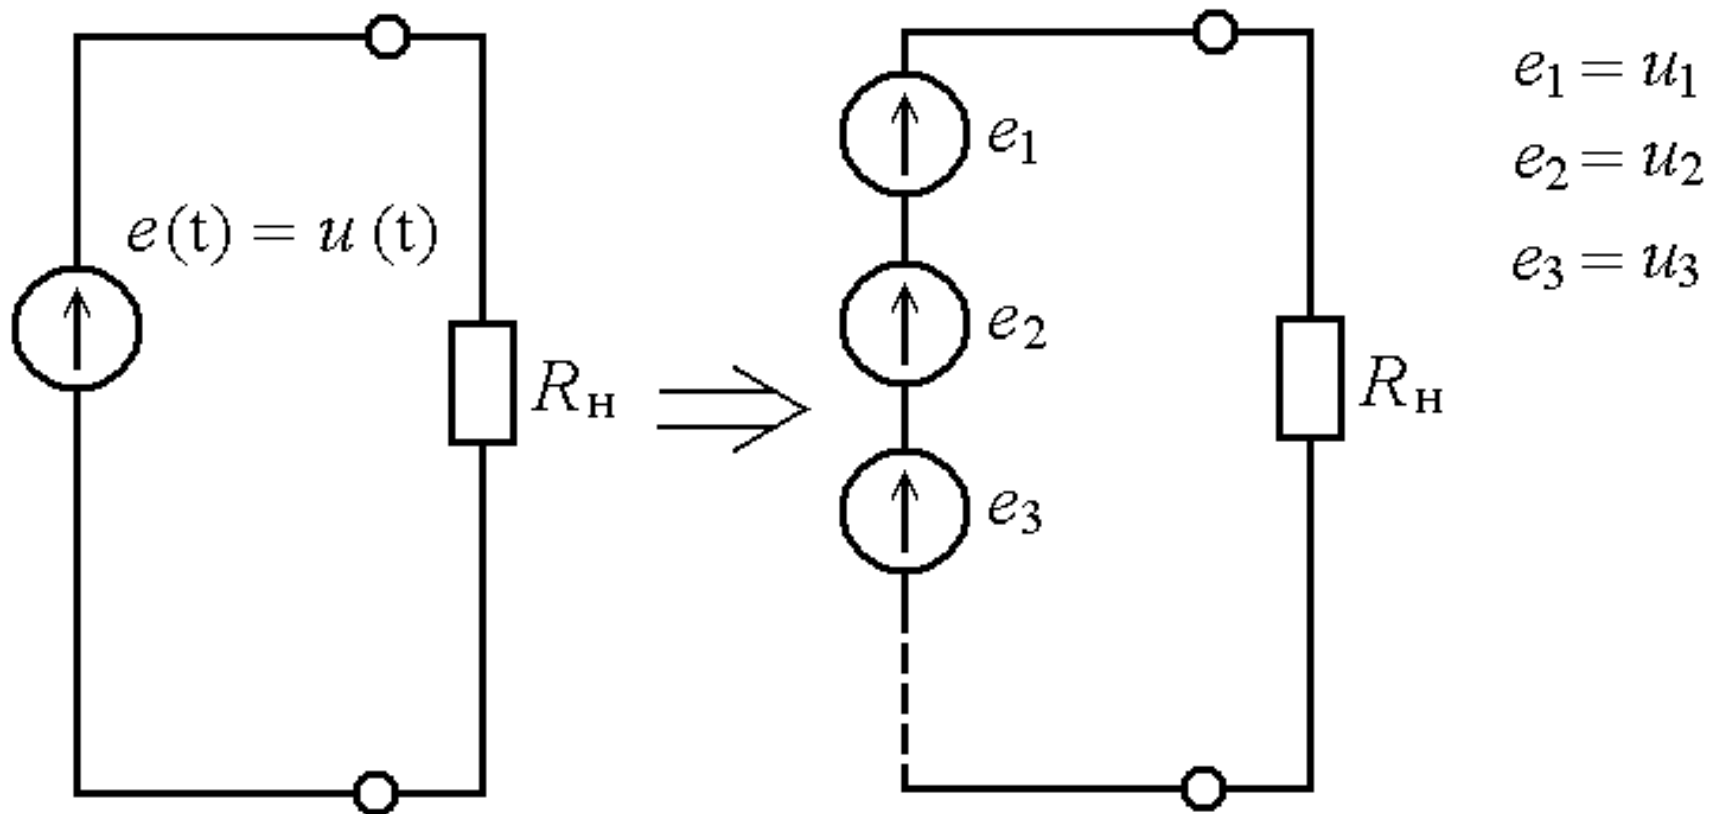 e(t) = u (t)
Rн
e1
e2
e3
Rн
e1 = u1
e2 = u2
e3 = u3